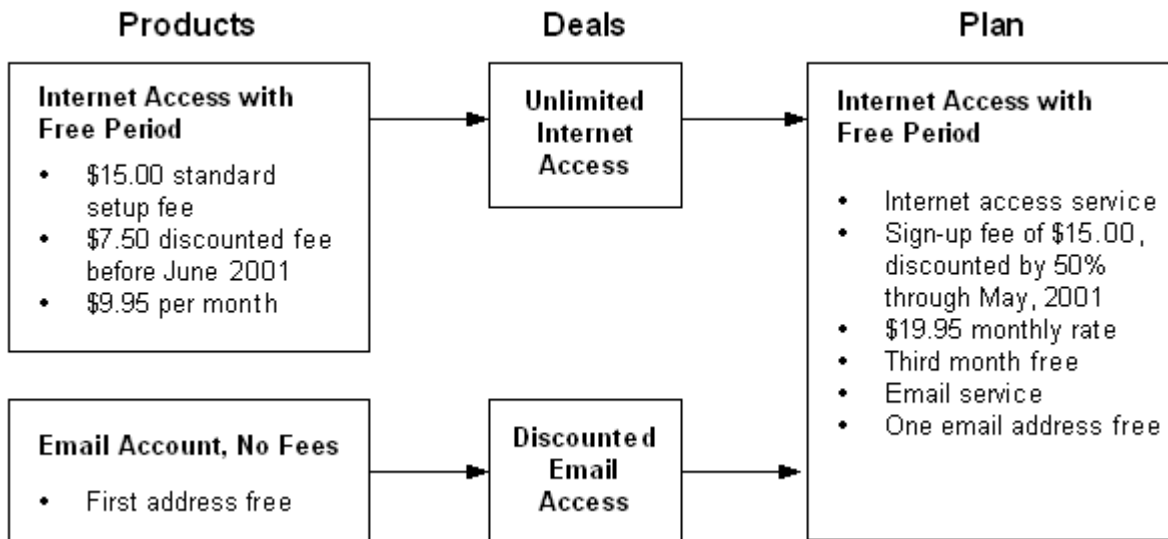 Products
Deals
Plan
Internet Access with
Free Period
• $15.00 standard
setup fee
• $7.50 discounted fee
before June 2001
• $9.95 per month
Unlimited
Internet
Access
Internet Access with
Free Period
• Internet access service
• Sign-up fee of $15.00,
discounted by 50%
through May, 2001
• $19.95 monthly rate
• Third month free
• Email service
• One email address free
Email Account, No Fees
• First address free
Discounted
Email
Access